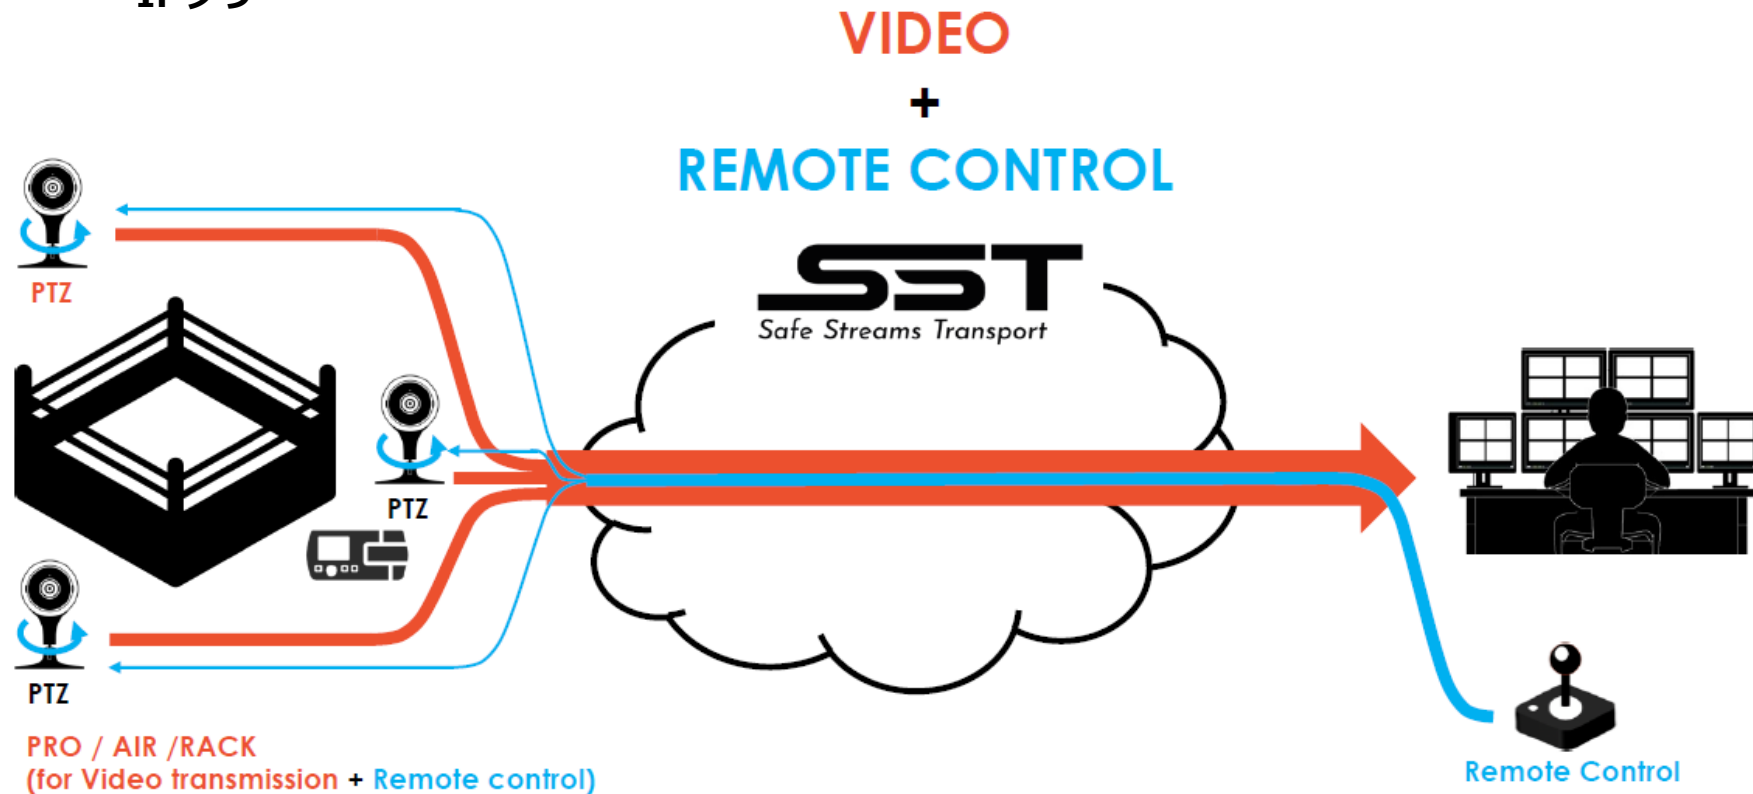 VIDEO
+
REMOTE CONTROL
SST
Safe Streams Transport
PTZ
PTZ
PTZ
PRO / AIR /RACK
(for Video transmission + Remote control)
Remote Control